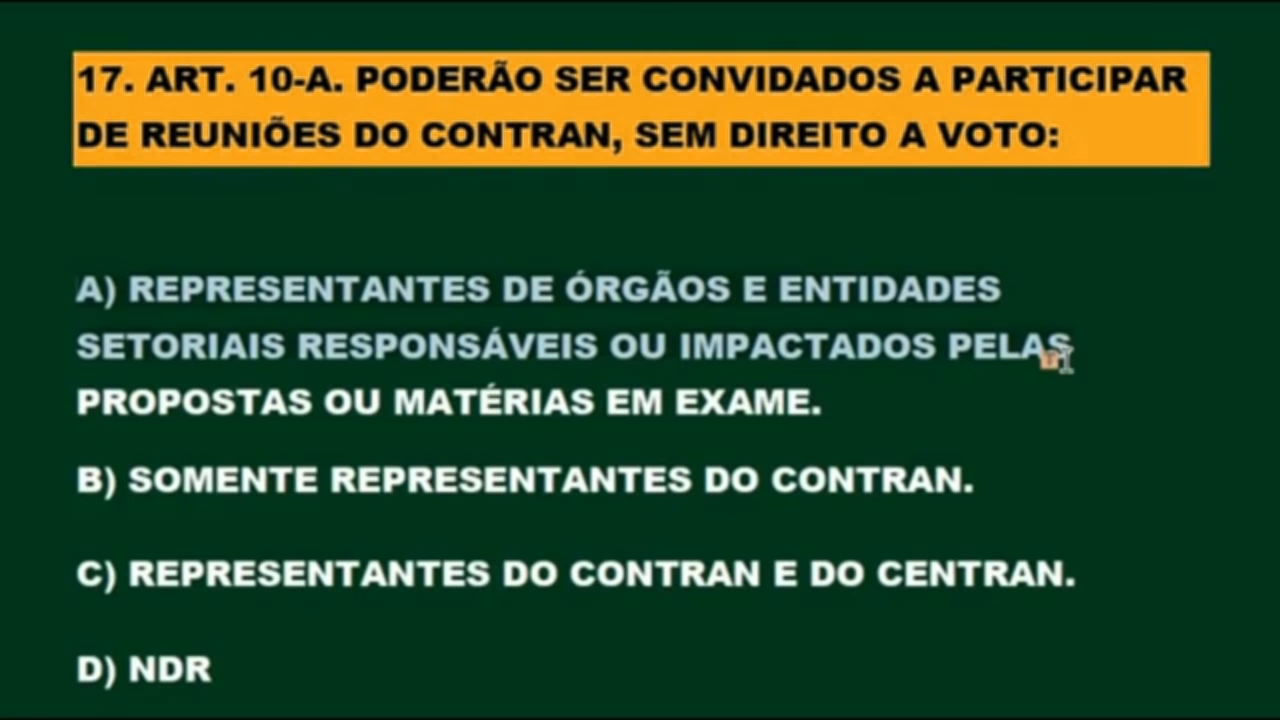 17. ART. 10-A. PODERÃO SER CONVIDADOS A PARTICIPAR
DE REUNIÕES DO CONTRAN, SEM DIREITO A VOTO:
A) REPRESENTANTES DE ÓRGÃOS E ENTIDADES
SETORIAIS RESPONSÁVEIS OU IMPACTADOS PELAS
PROPOSTAS OU MATÉRIAS EM EXAME.
B) SOMENTE REPRESENTANTES DO CONTRAN.
C) REPRESENTANTES DO CONTRAN E DO CENTRAN.
D) NDR